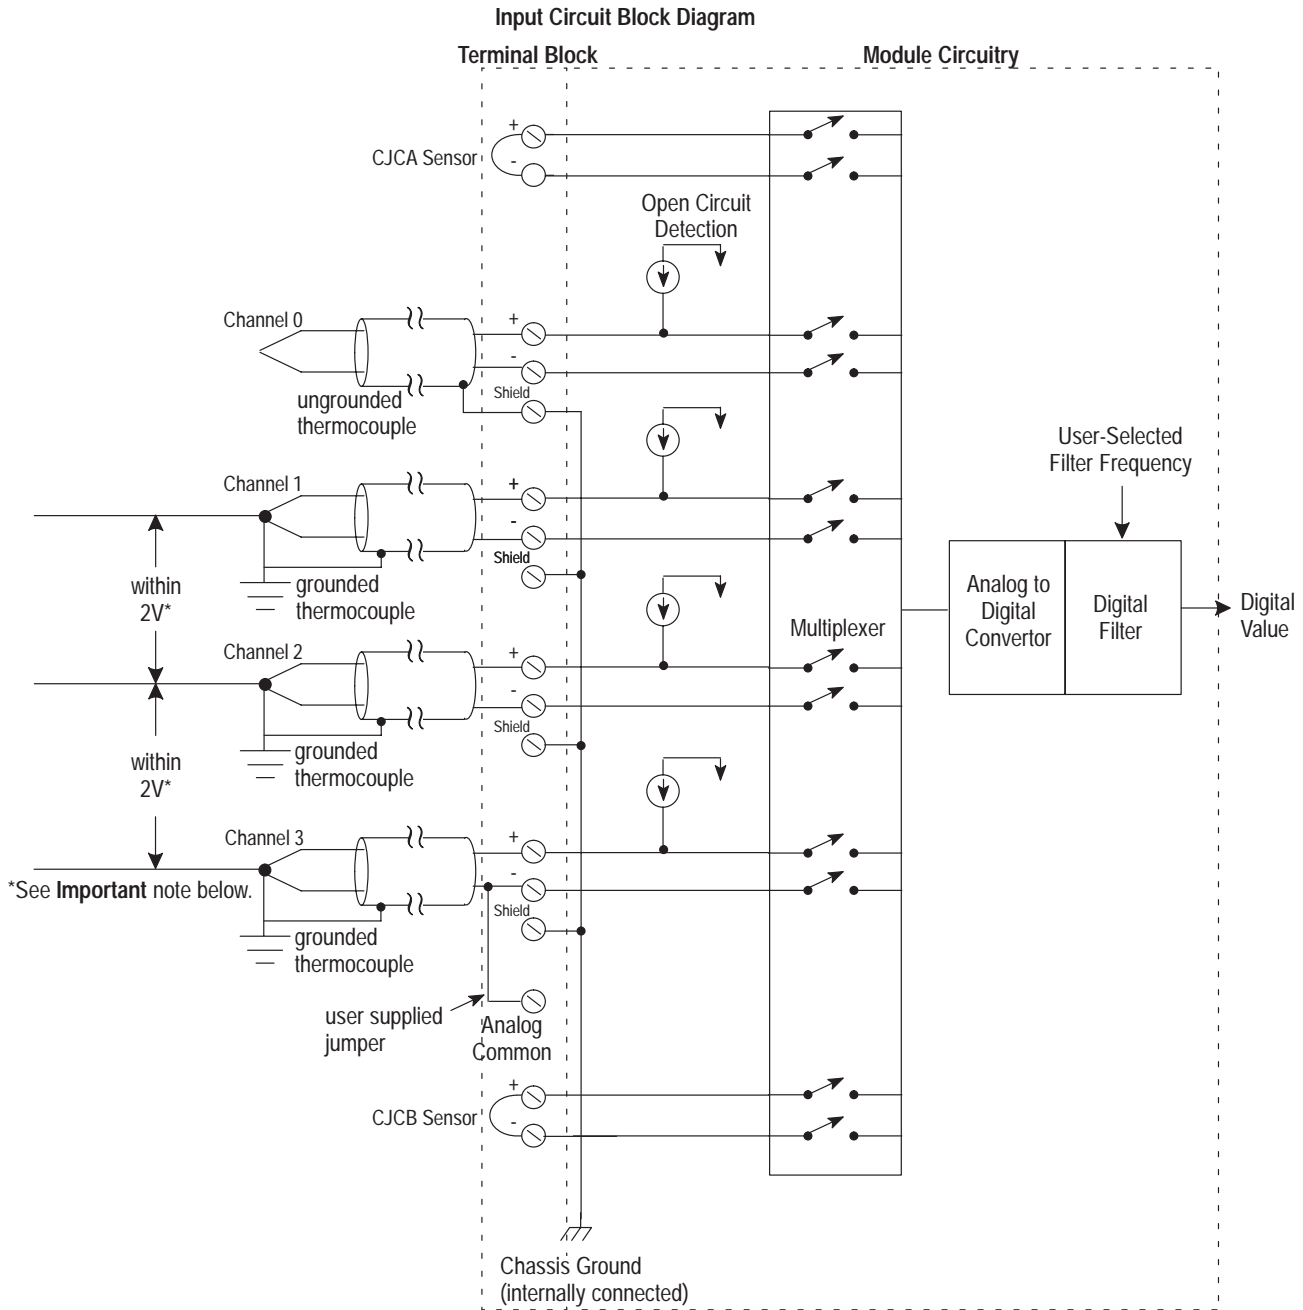 Input Circuit Block Diagram
Terminal Block
Module Circuitry
+
CJCA Sensor
-
Open Circuit
Detection
Channel 0
+
-
Shield
ungrounded
thermocouple
User-Selected
Filter Frequency
Channel 1
+
-
Shield
within
2V*
grounded
thermocouple
Analog to
Digital
Convertor
Digital
Filter
Digital
Value
Multiplexer
Channel 2
+
-
Shield
within
2V*
grounded
thermocouple
Channel 3
+
-
*See Important note below.
Shield
grounded
thermocouple
user supplied
jumper
Analog
Common
+
CJCB Sensor
-
Chassis Ground
(internally connected)